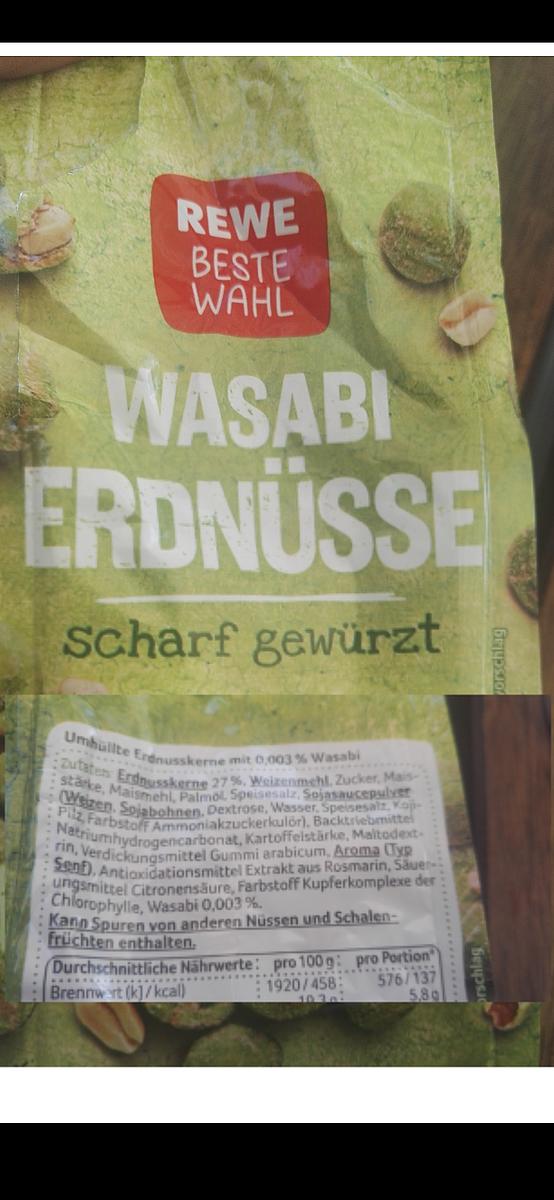 REWE
BESTE
WAHL
WASABI
ERDNÜSSE
scharf gewürzt
vorschlag
Umhüllte Erdnusskerne mit 0,003 % Wasabi
Zutaten: Erdnusskerne 27 %, Weizenmehl, Zucker, Mais-
stärke, Maismehl, Palmöl, Speisesalz, Sojasaucepulver
(Weizen, Sojabohnen, Dextrose, Wasser, Speisesalz, Koji-
Pilz, Farbstoff Ammoniakzuckerkulör), Backtriebmittel
Natriumhydrogencarbonat, Kartoffelstärke, Maltodext-
rin, Verdickungsmittel Gummi arabicum, Aroma (Typ
Senf), Antioxidationsmittel Extrakt aus Rosmarin, Säuer-
ungsmittel Citronensäure, Farbstoff Kupferkomplexe der
Chlorophylle, Wasabi 0,003 %.
Kann Spuren von anderen Nüssen und Schalen-
früchten enthalten.
Durchschnittliche Nährwerte: pro 100 g: pro Portion*
Brennwert (kJ/kcal) 1920/458 576/137
5,8 g
rschlag